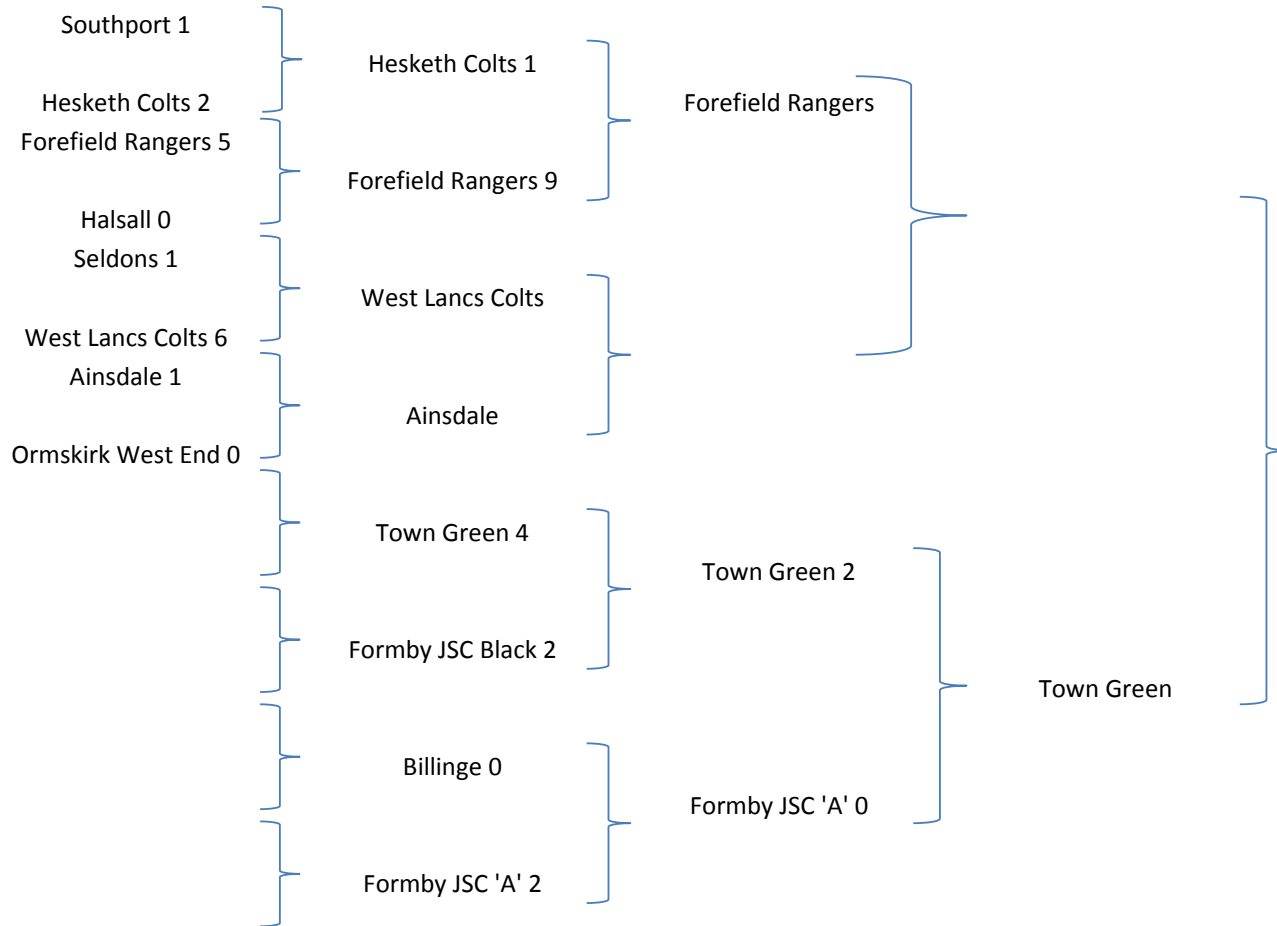 Southport 1
Hesketh Colts 2
Forefield Rangers 5
Halsall 0
Seldons 1
West Lancs Colts 6
Ainsdale 1
Ormskirk West End 0
Hesketh Colts 1
Forefield Rangers 9
West Lancs Colts
Ainsdale
Town Green 4
Formby JSC Black 2
Billinge 0
Formby JSC 'A' 2
Forefield Rangers
Town Green 2
Formby JSC 'A' 0
Town Green